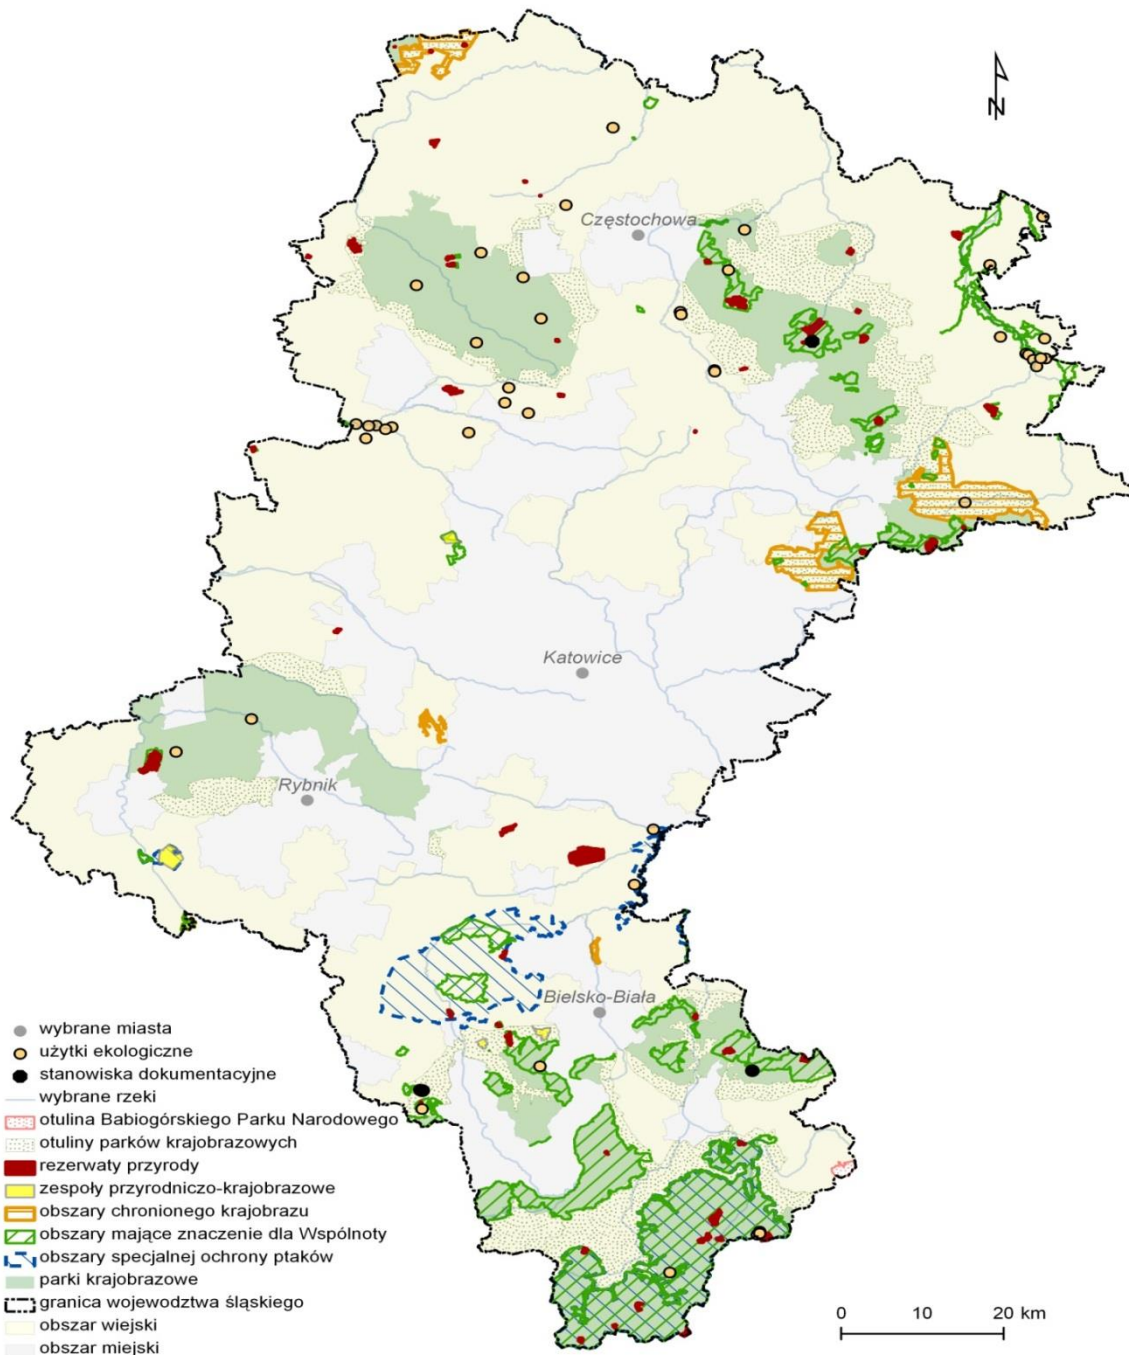 N
Częstochowa
Katowice
Rybnik
Bielsko-Biała
wybrane miasta
użytki ekologiczne
stanowiska dokumentacyjne
wybrane rzeki
otulina Babiogórskiego Parku Narodowego
otuliny parków krajobrazowych
rezerwaty przyrody
zespoły przyrodniczo-krajobrazowe
obszary chronionego krajobrazu
obszary mające znaczenie dla Wspólnoty
obszary specjalnej ochrony ptaków
parki krajobrazowe
granica wojewodztwa śląskiego
obszar wiejski
obszar miejski
0 10 20 km